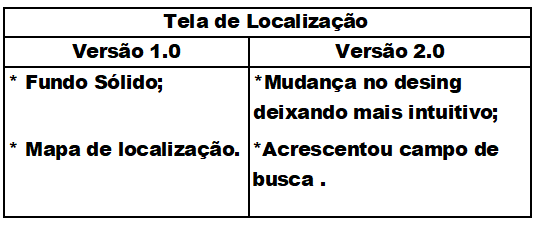 Tela de Localização
Versão 1.0
Versão 2.0
* Fundo Sólido;
* Mapa de localização.
*Mudança no desing
deixando mais intuitivo;
*Acrescentou campo de
busca .